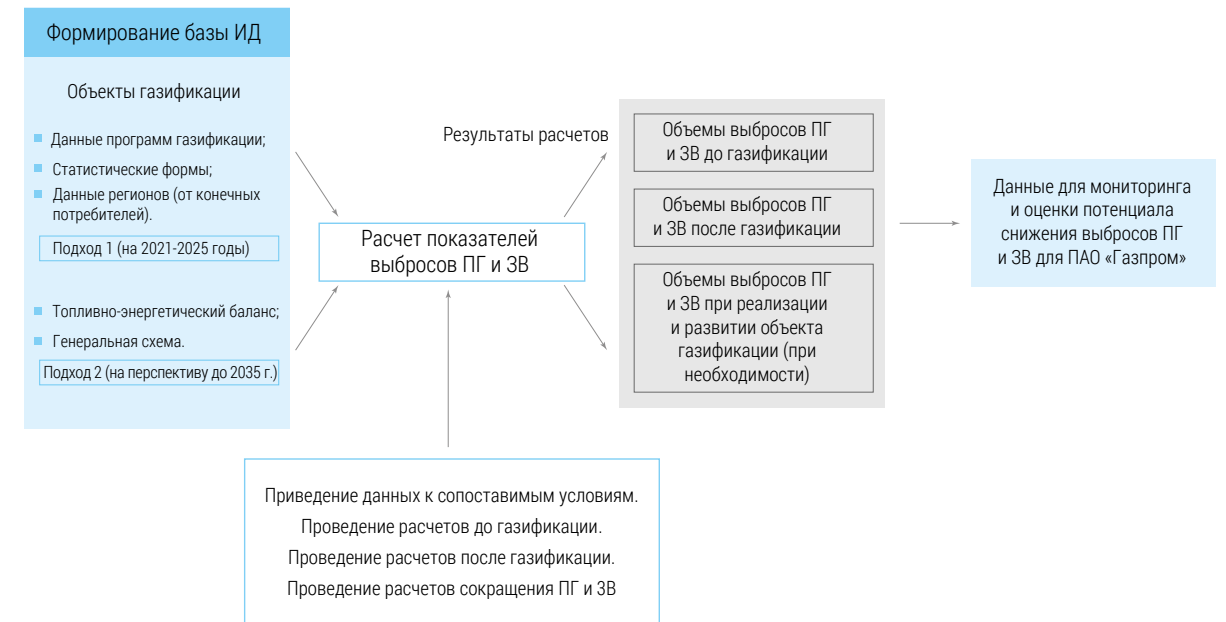 Формирование базы ИД
Объекты газификации
Данные программ газификации;
Статистические формы;
Данные регионов (от конечных
потребителей).
Подход 1 (на 2021-2025 годы)
Топливно-энергетический баланс;
Генеральная схема.
Подход 2 (на перспективу до 2035 г.)
Расчет показателей
выбросов ПГ и ЗВ
Приведение данных к сопоставимым условиям.
Проведение расчетов до газификации.
Проведение расчетов после газификации.
Проведение расчетов сокращения ПГ и ЗВ
Результаты расчетов
Объемы выбросов ПГ
и ЗВ до газификации
Объемы выбросов ПГ
и ЗВ после газификации
Объемы выбросов ПГ
и ЗВ при реализации
и развитии объекта
газификации (при
необходимости)
Данные для мониторинга
и оценки потенциала
снижения выбросов ПГ
и ЗВ для ПАО «Газпром»